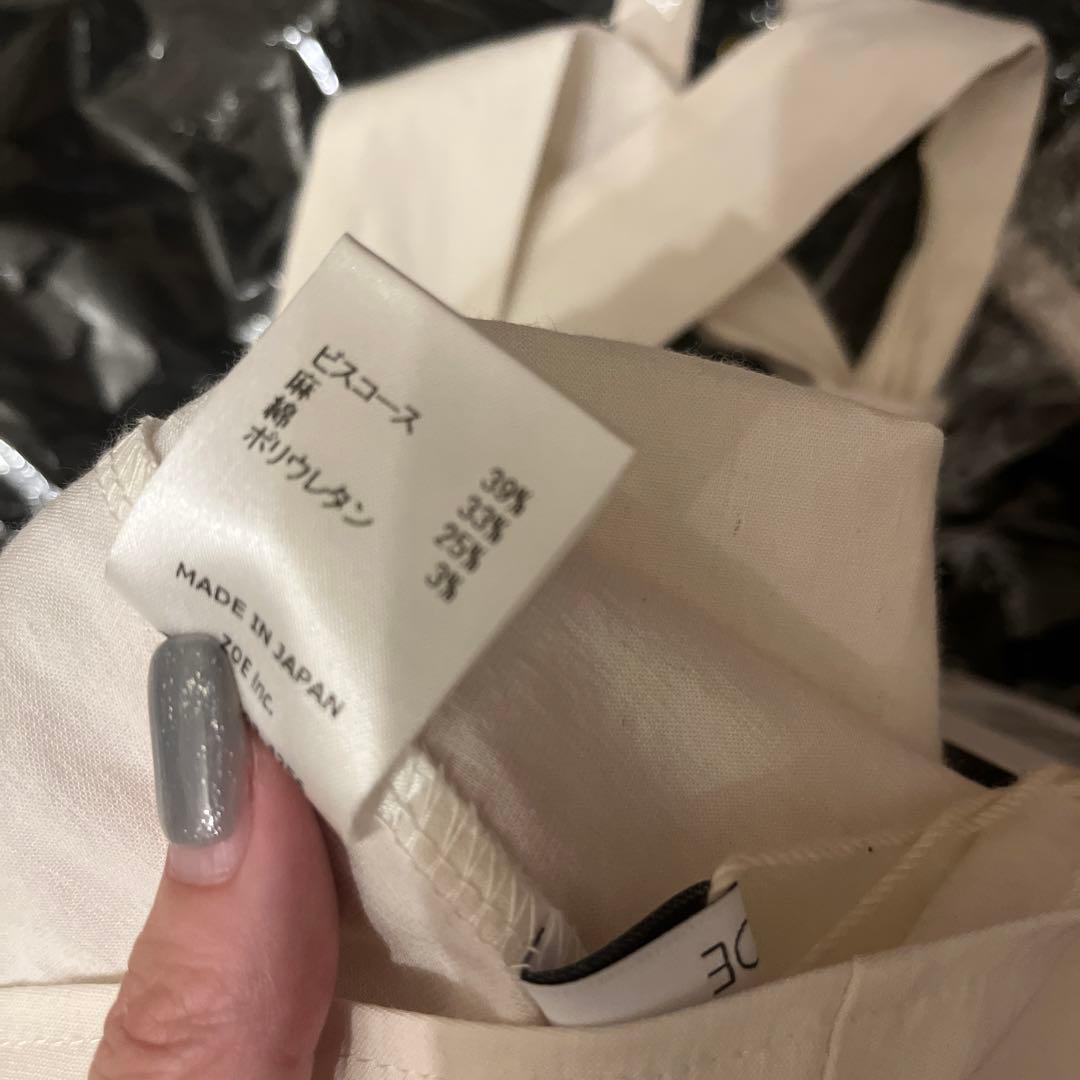 ビスコース 39%
麻 33%
綿 25%
ポリウレタン 3%
MADE IN JAPAN
ZOE Inc.